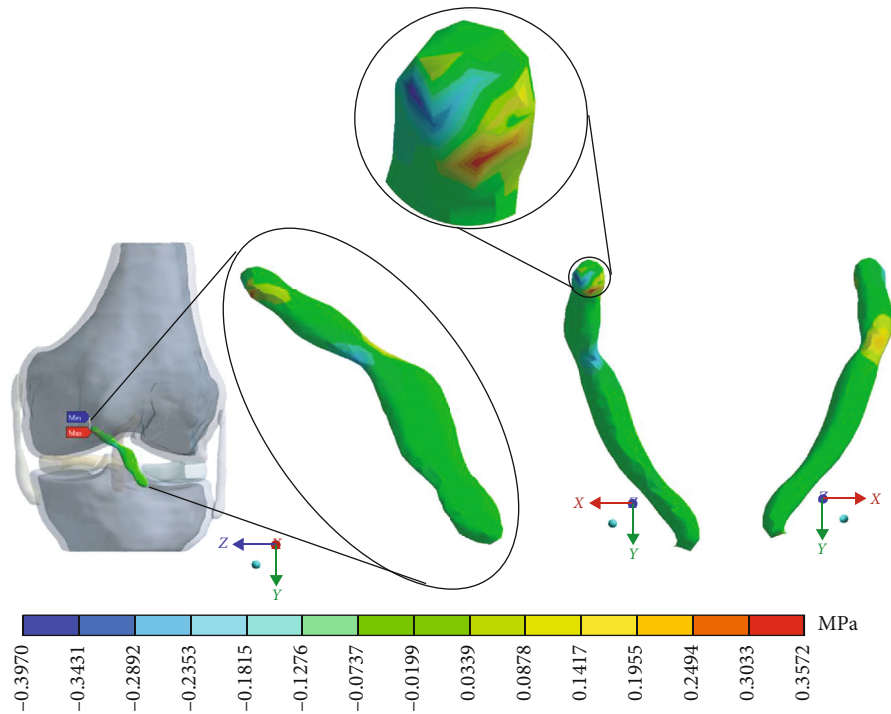 Min
Max
Z
X
Y
X
Z
Y
Z
X
Y
MPa
−0.3970
−0.3431
−0.2892
−0.2353
−0.1815
−0.1276
−0.0737
−0.0199
0.0339
0.0878
0.1417
0.1955
0.2494
0.3033
0.3572